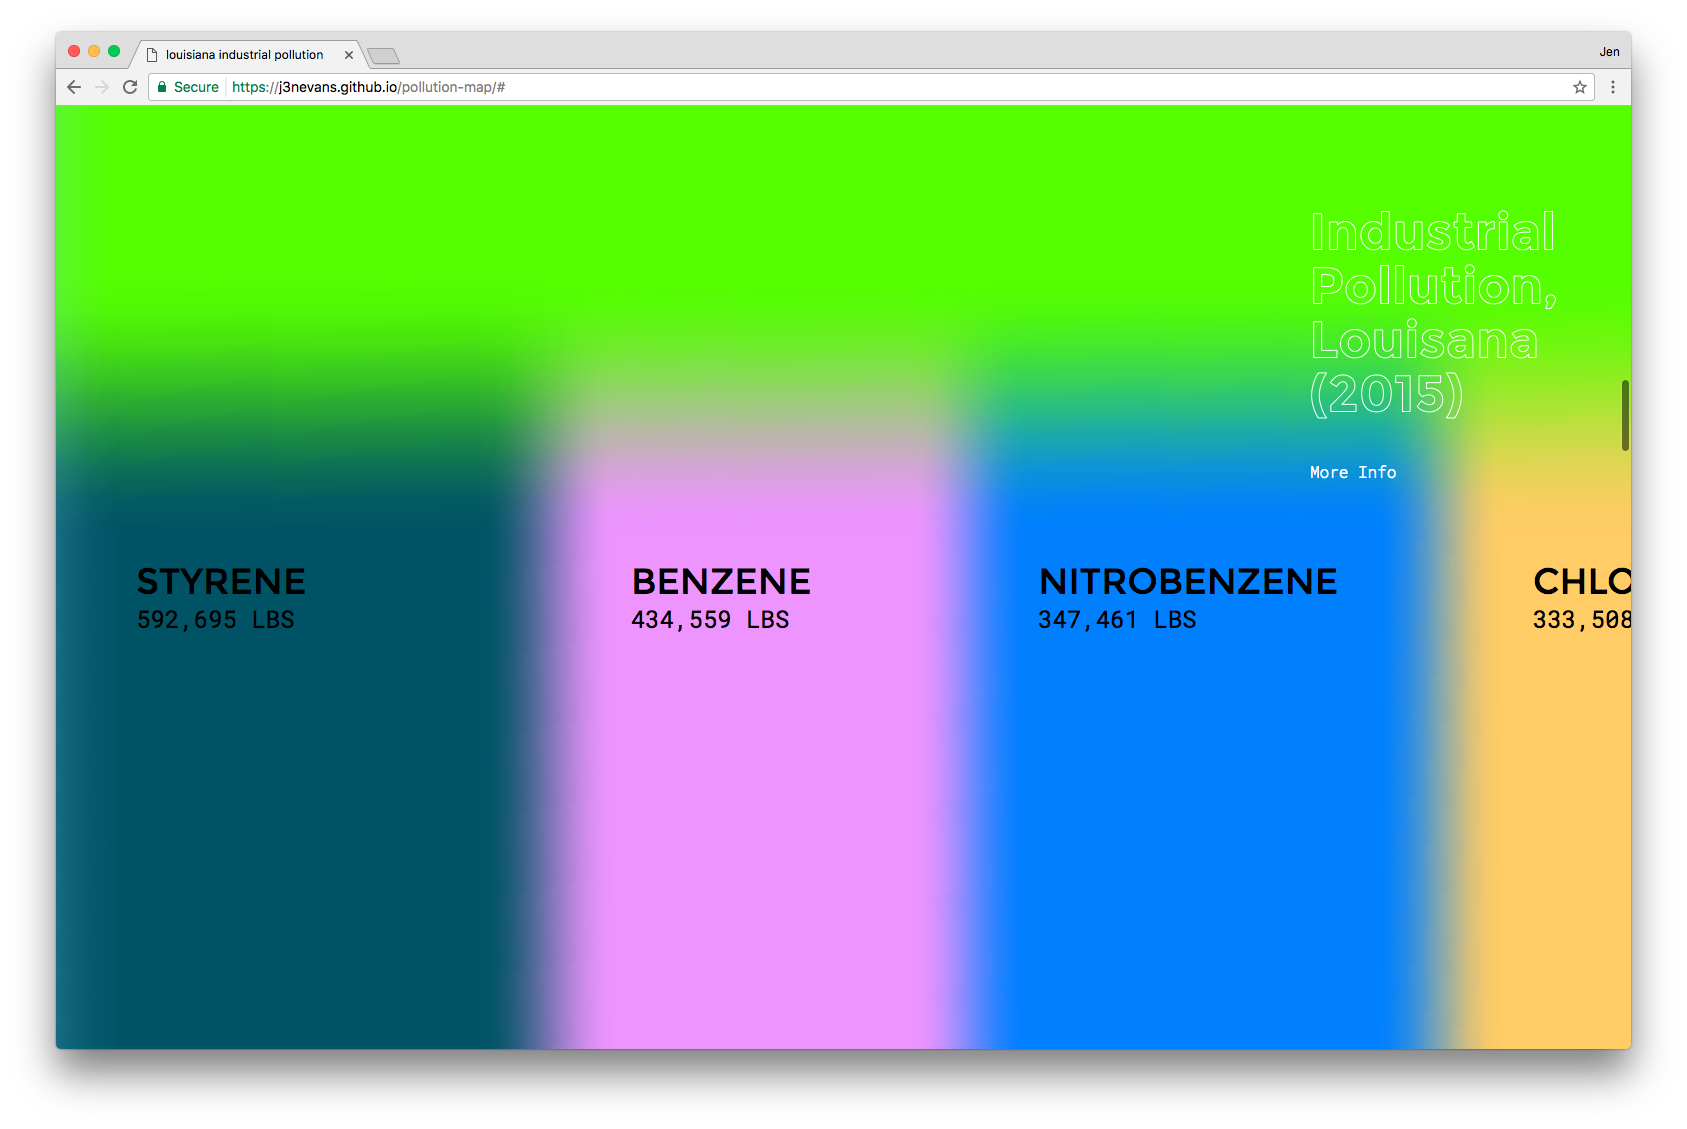 louisiana industrial pollution
Jen
Secure https://j3nevans.github.io/pollution-map/#
Industrial
Pollution,
Louisana
(2015)
More Info
STYRENE
592,695 LBS
BENZENE
434,559 LBS
NITROBENZENE
347,461 LBS
CHLO
333,508